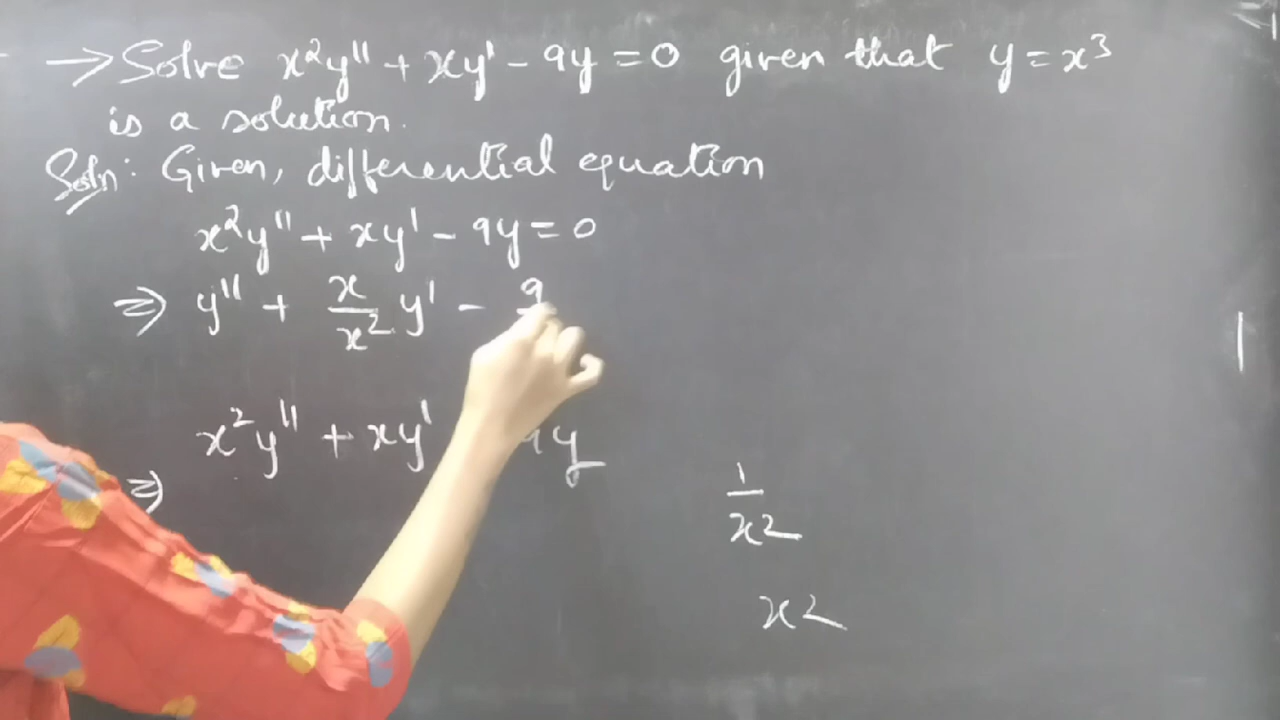 → Solve x²y'' + xy' - 9y = 0 given that y = x³
is a solution.
Soln: Given, differential equation
x²y'' + xy' - 9y = 0
⇒ y'' + x/x² y' - 9
x²y'' + xy' 9y
⇒
1/x²
x²